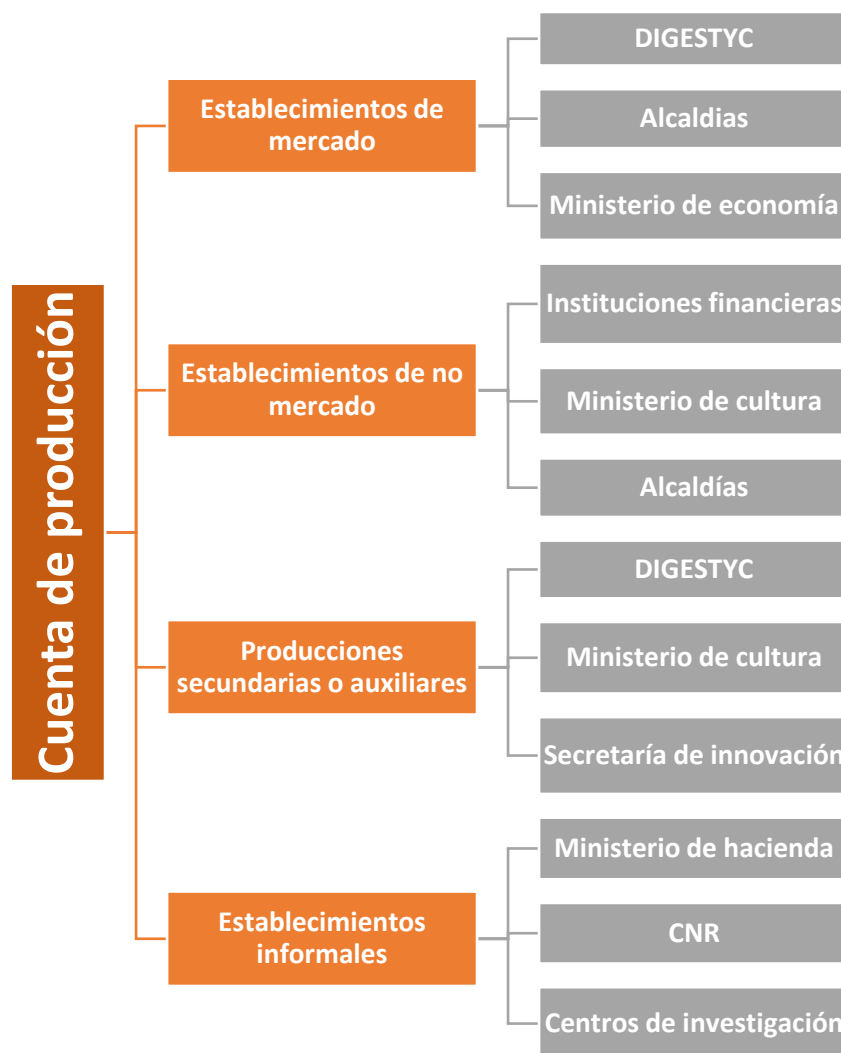 Cuenta de producción
Establecimientos de
mercado
DIGESTYC
Alcaldias
Ministerio de economía
Establecimientos de no
mercado
Instituciones financieras
Ministerio de cultura
Alcaldías
Producciones
secundarias o auxiliares
DIGESTYC
Ministerio de cultura
Secretaría de innovación
Establecimientos
informales
Ministerio de hacienda
CNR
Centros de investigación